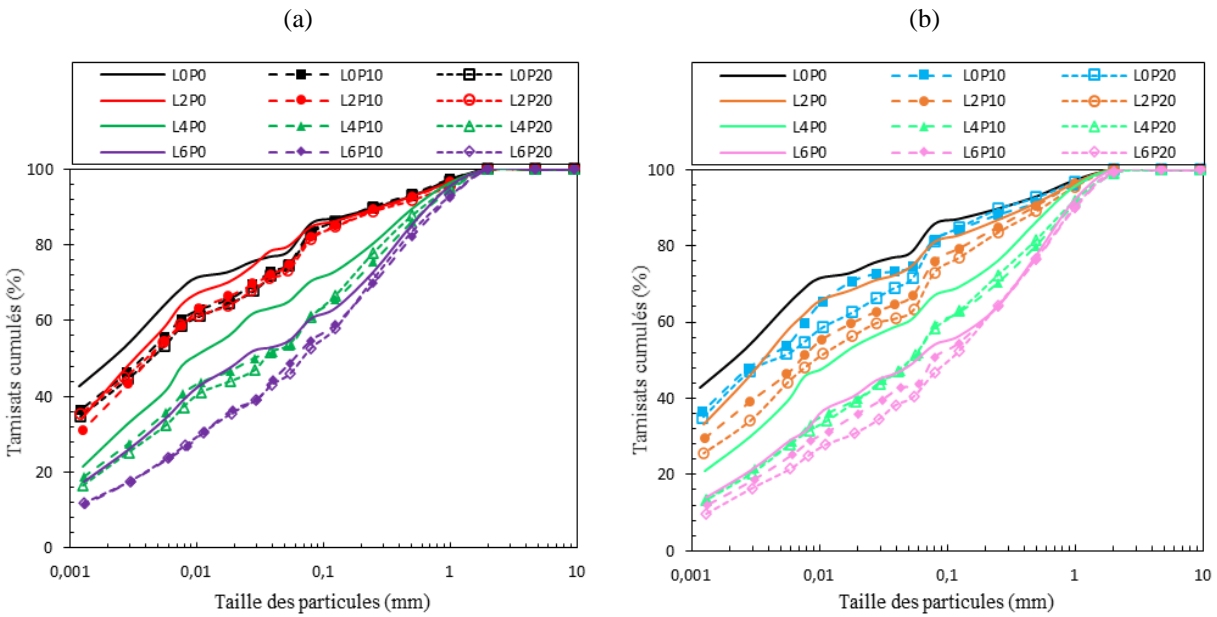 (a)
L0P0 L0P10 L0P20
L2P0 L2P10 L2P20
L4P0 L4P10 L4P20
L6P0 L6P10 L6P20
Tamisats cumulés (%)
100
80
60
40
20
0
0,001 0,01 0,1 1 10
Taille des particules (mm)
(b)
L0P0 L0P10 L0P20
L2P0 L2P10 L2P20
L4P0 L4P10 L4P20
L6P0 L6P10 L6P20
Tamisats cumulés (%)
100
80
60
40
20
0
0,001 0,01 0,1 1 10
Taille des particules (mm)